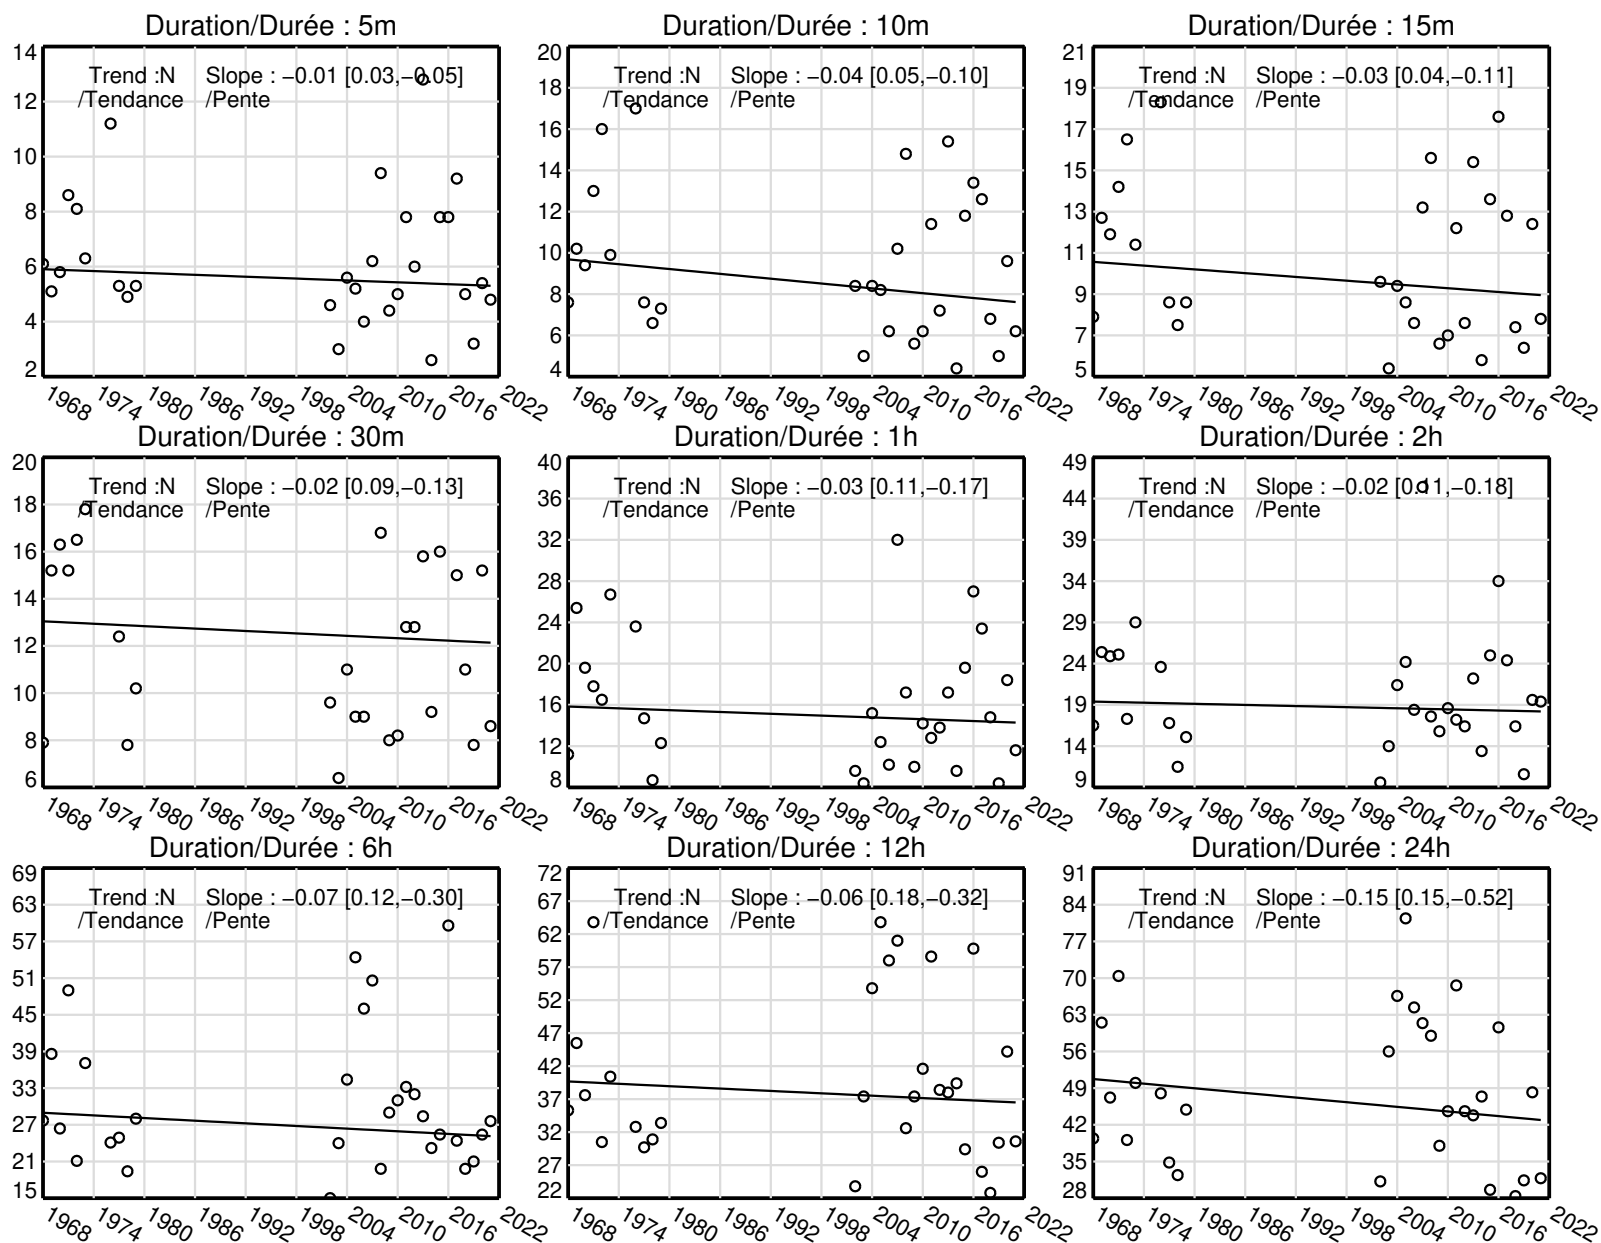 Duration/Durée : 5m
14
12
10
8
6
4
2
Trend :N Slope : −0.01 [0.03,−0.05]
/Tendance /Pente
1968 1974 1980 1986 1992 1998 2004 2010 2016 2022
Duration/Durée : 10m
20
18
16
14
12
10
8
6
4
Trend :N Slope : −0.04 [0.05,−0.10]
/Tendance /Pente
1968 1974 1980 1986 1992 1998 2004 2010 2016 2022
Duration/Durée : 15m
21
19
17
15
13
11
9
7
5
Trend :N Slope : −0.03 [0.04,−0.11]
/Tendance /Pente
1968 1974 1980 1986 1992 1998 2004 2010 2016 2022
Duration/Durée : 30m
20
18
16
14
12
10
8
6
Trend :N Slope : −0.02 [0.09,−0.13]
/Tendance /Pente
1968 1974 1980 1986 1992 1998 2004 2010 2016 2022
Duration/Durée : 1h
40
36
32
28
24
20
16
12
8
Trend :N Slope : −0.03 [0.11,−0.17]
/Tendance /Pente
1968 1974 1980 1986 1992 1998 2004 2010 2016 2022
Duration/Durée : 2h
49
44
39
34
29
24
19
14
9
Trend :N Slope : −0.02 [0.11,−0.18]
/Tendance /Pente
1968 1974 1980 1986 1992 1998 2004 2010 2016 2022
Duration/Durée : 6h
69
63
57
51
45
39
33
27
21
15
Trend :N Slope : −0.07 [0.12,−0.30]
/Tendance /Pente
1968 1974 1980 1986 1992 1998 2004 2010 2016 2022
Duration/Durée : 12h
72
67
62
57
52
47
42
37
32
27
22
Trend :N Slope : −0.06 [0.18,−0.32]
/Tendance /Pente
1968 1974 1980 1986 1992 1998 2004 2010 2016 2022
Duration/Durée : 24h
91
84
77
70
63
56
49
42
35
28
Trend :N Slope : −0.15 [0.15,−0.52]
/Tendance /Pente
1968 1974 1980 1986 1992 1998 2004 2010 2016 2022